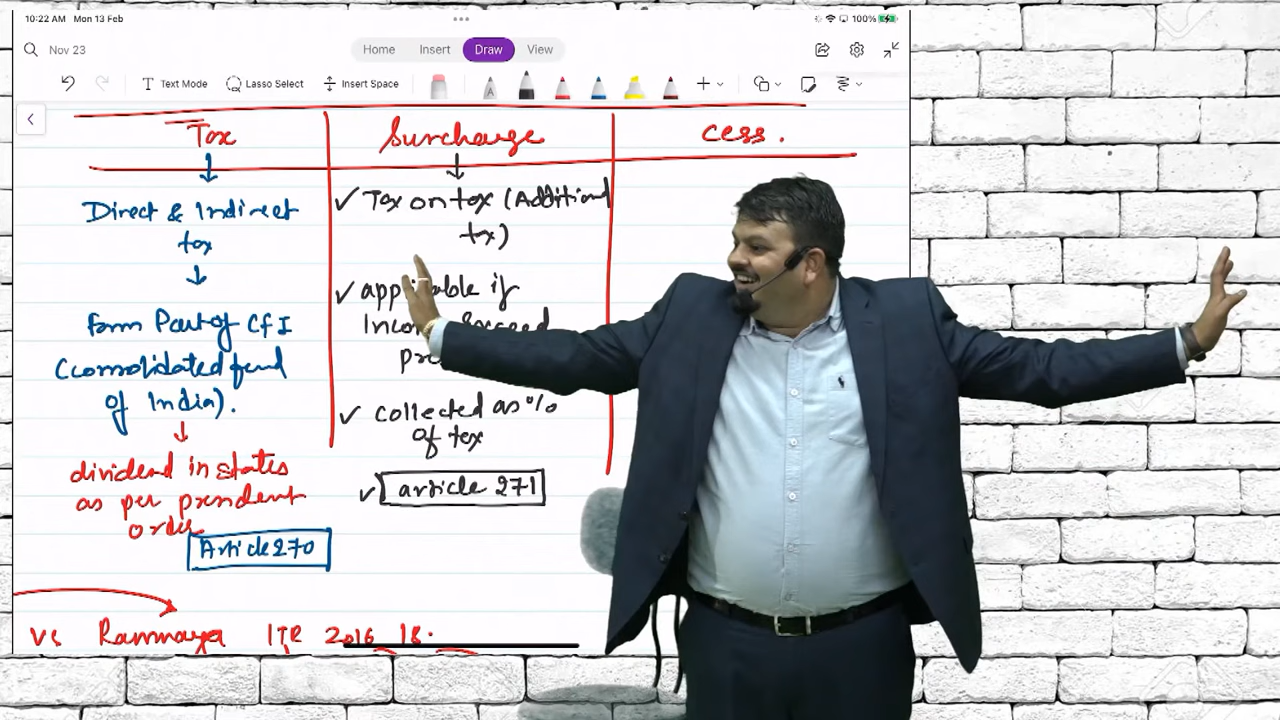 10:22 AM Mon 13 Feb
100%
Nov 23
Home Insert Draw View
Text Mode Lasso Select Insert Space
Tax
Surcharge
Cess.
Direct & Indirect
tax
form Part of CFI
(consolidated fund
of India).
dividend in states
as per president
order
Article 270
✓ Tax on tax (Additional
tax)
✓ applicable if
exceed
✓ collected as %
of tax
✓ article 271
vs Rammaya ITR 2016 18.